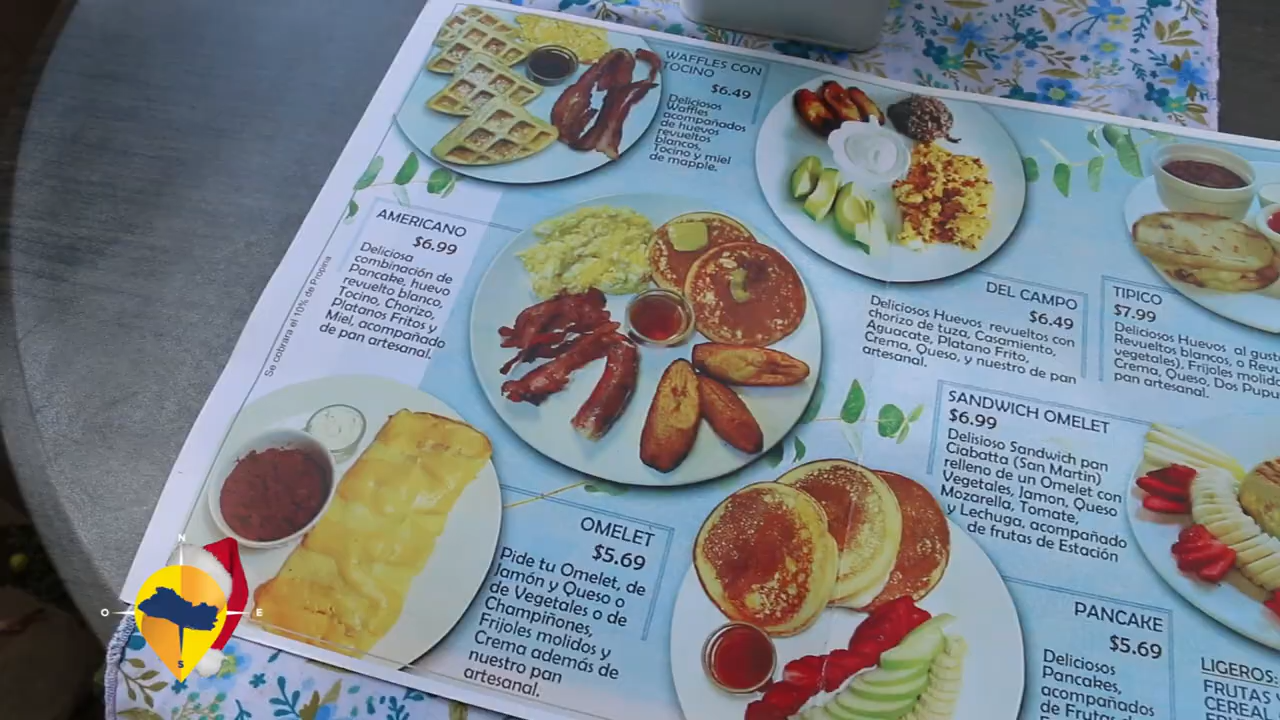 WAFFLES CON
TOCINO
$6.49
Deliciosos
Waffles
acompañados
de huevos
revueltos
blancos,
Tocino y miel
de mapple.
AMERICANO
$6.99
Deliciosa
combinación de
Pancake, huevo
revuelto blanco,
Tocino, Chorizo,
Platanos Fritos y
Miel, acompañado
de pan artesanal.
Se cobrara el 10% de Propina
DEL CAMPO
$6.49
Deliciosos Huevos revueltos con
chorizo de tuza, Casamiento,
Aguacate, Platano Frito,
Crema, Queso, y nuestro de pan
artesanal.
TIPICO
$7.99
Deliciosos Huevos al gust
Revueltos blancos, o Revu
vegetales), Frijoles molid
Crema, Queso, Dos Pupu
pan artesanal.
SANDWICH OMELET
$6.99
Delisioso Sandwich pan
Ciabatta (San Martin)
relleno de un Omelet con
Vegetales, Jamon, Queso
Mozarella, Tomate,
y Lechuga, acompañado
de frutas de Estación
OMELET
$5.69
Pide tu Omelet, de
Jamón y Queso o
de Vegetales o de
Champiñones,
Frijoles molidos y
Crema además de
nuestro pan
artesanal.
PANCAKE
$5.69
Deliciosos
Pancakes,
acompañados
de Frutas
LIGEROS:
FRUTAS
CEREAL
N
O
E
S